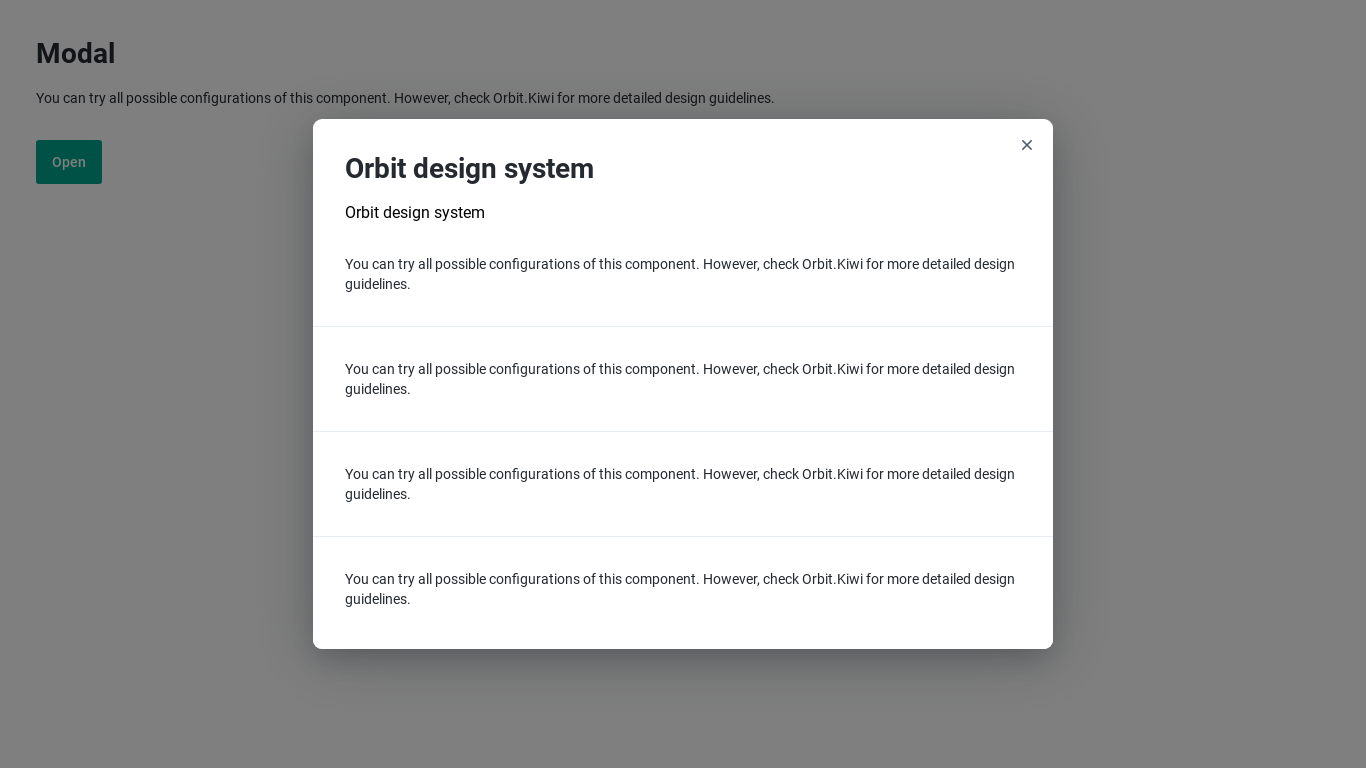 Modal
You can try all possible configurations of this component. However, check Orbit.Kiwi for more detailed design guidelines.
Open
Orbit design system
Orbit design system
You can try all possible configurations of this component. However, check Orbit.Kiwi for more detailed design
guidelines.
You can try all possible configurations of this component. However, check Orbit.Kiwi for more detailed design
guidelines.
You can try all possible configurations of this component. However, check Orbit.Kiwi for more detailed design
guidelines.
You can try all possible configurations of this component. However, check Orbit.Kiwi for more detailed design
guidelines.